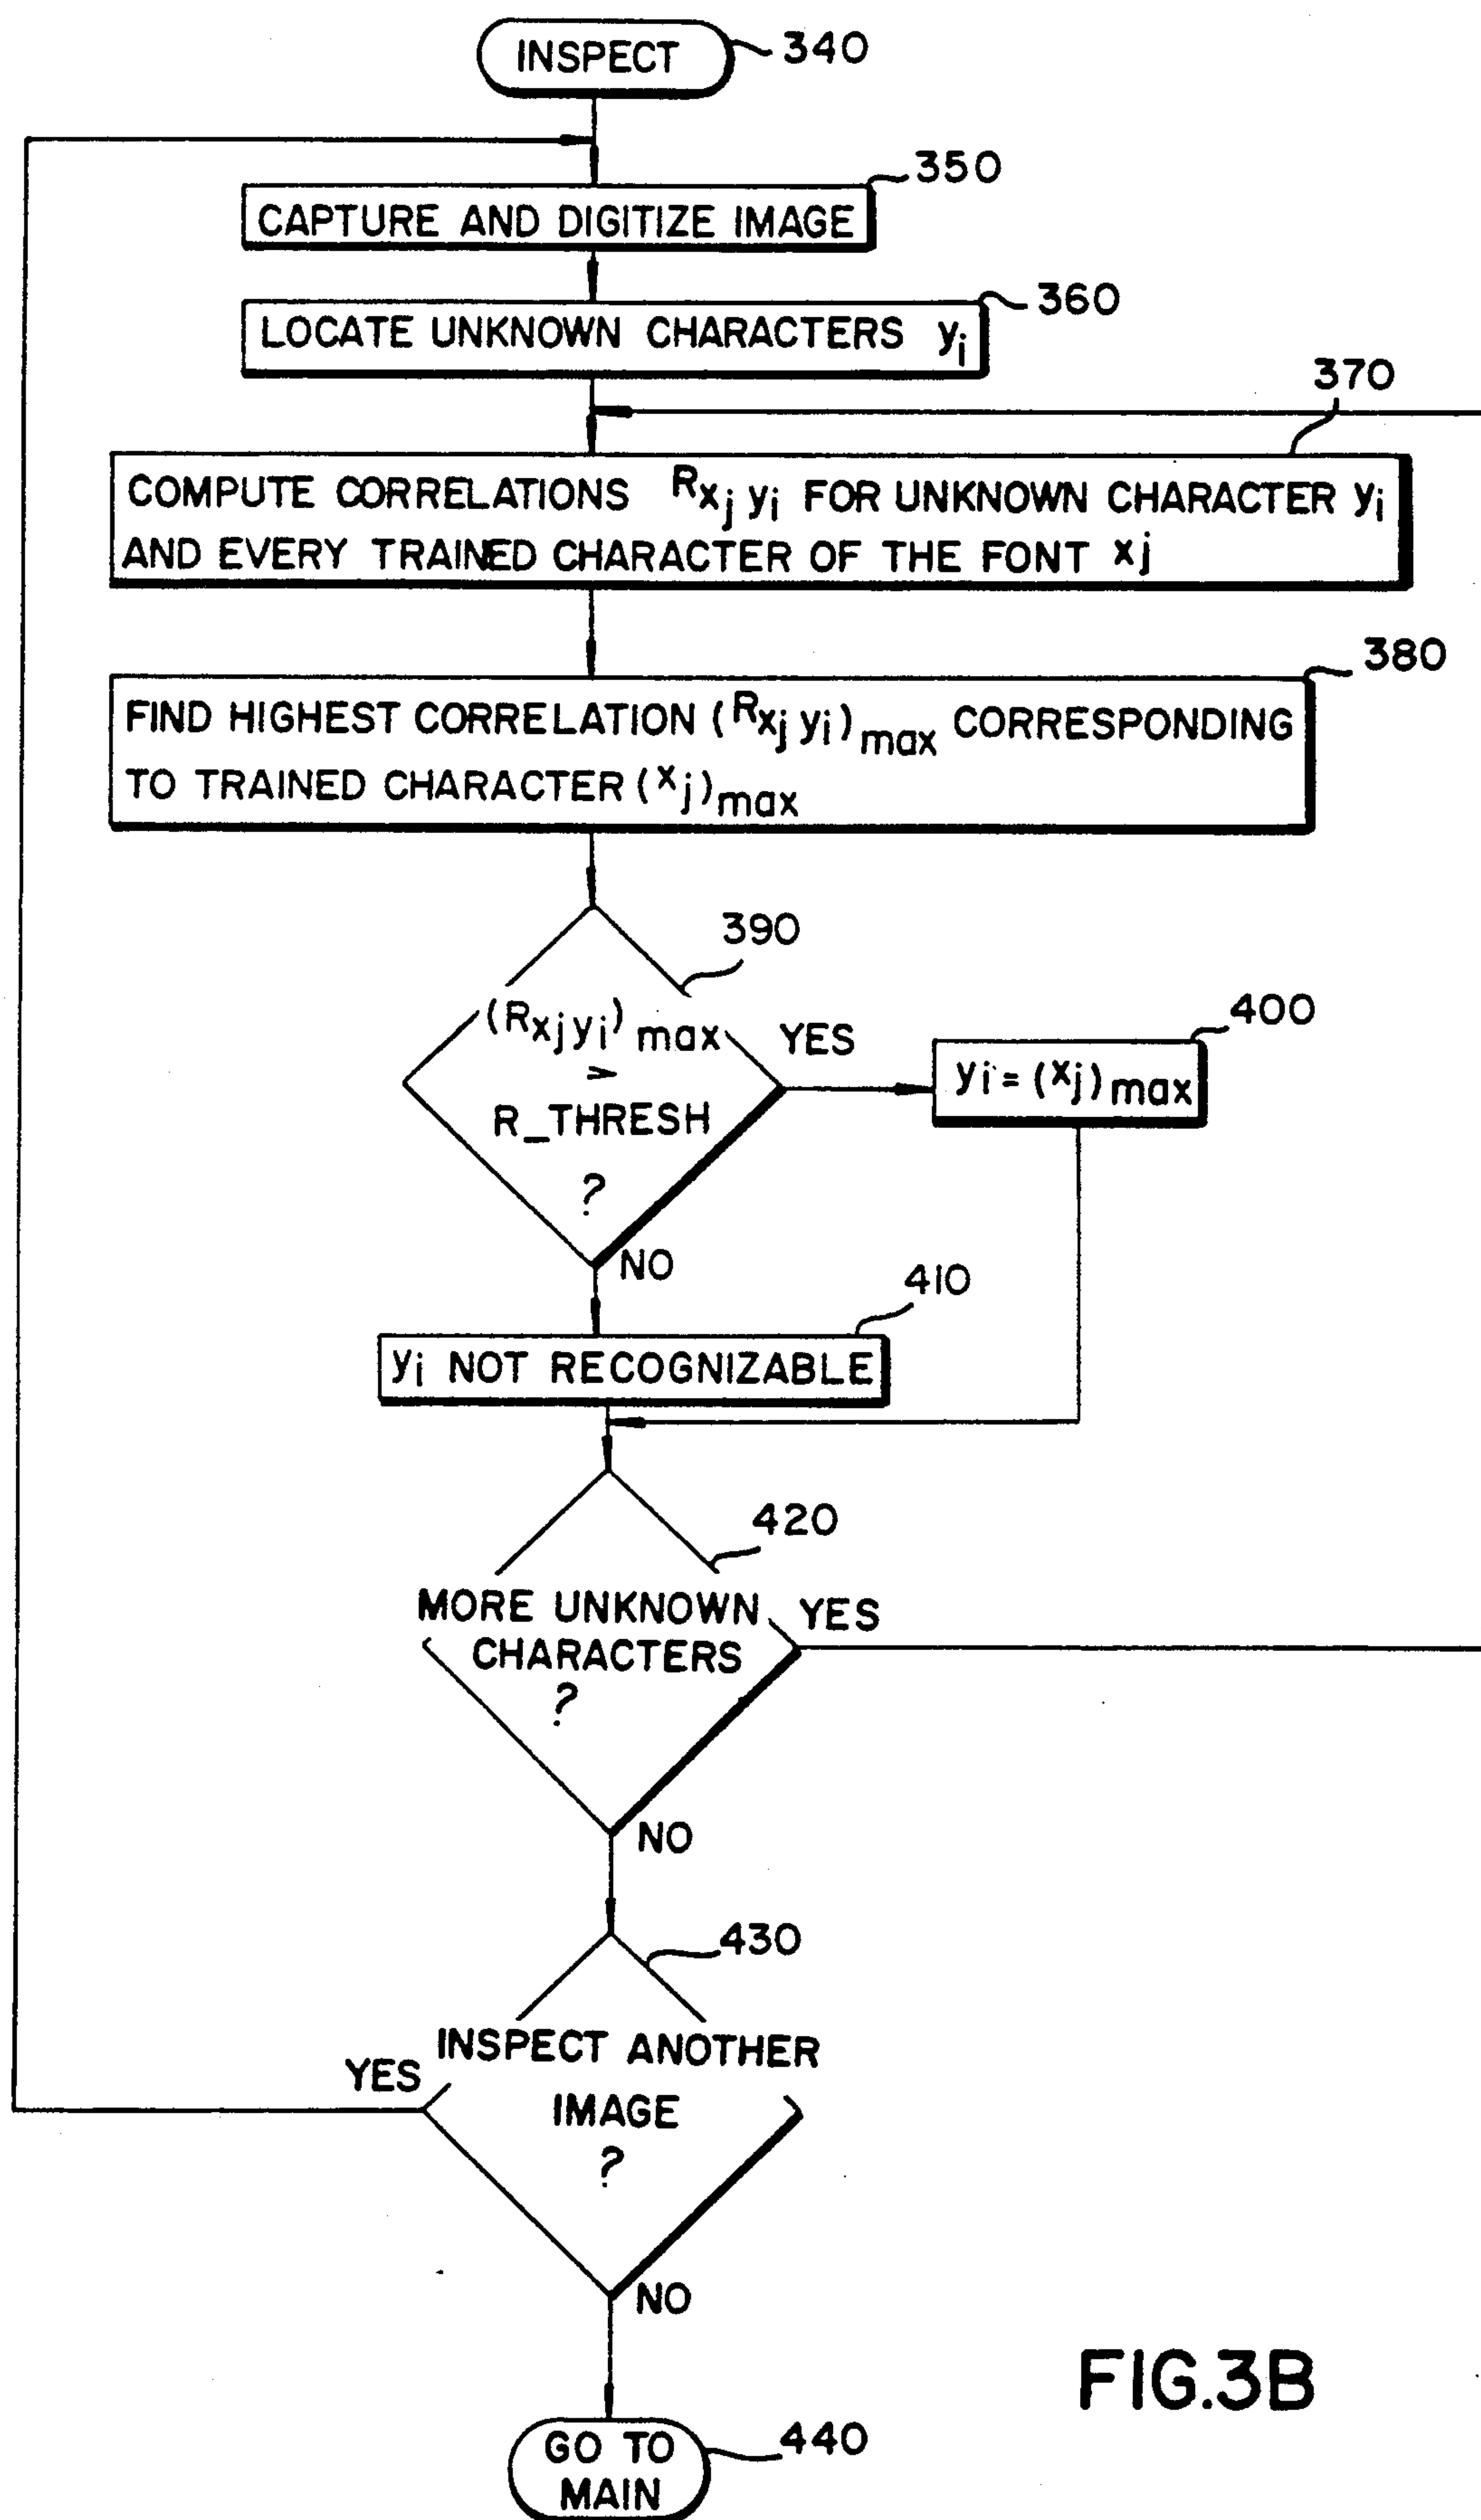 INSPECT
340
350
CAPTURE AND DIGITIZE IMAGE
360
LOCATE UNKNOWN CHARACTERS yi
370
COMPUTE CORRELATIONS Rxj yi FOR UNKNOWN CHARACTER yi
AND EVERY TRAINED CHARACTER OF THE FONT xj
380
FIND HIGHEST CORRELATION (Rxj yi)max CORRESPONDING
TO TRAINED CHARACTER (xj)max
390
(Rxj yi)max
>
R_THRESH
?
YES
400
yi = (xj)max
NO
410
yi NOT RECOGNIZABLE
420
MORE UNKNOWN
CHARACTERS
?
YES
NO
430
INSPECT ANOTHER
IMAGE
?
YES
NO
GO TO
MAIN
440
FIG.3B